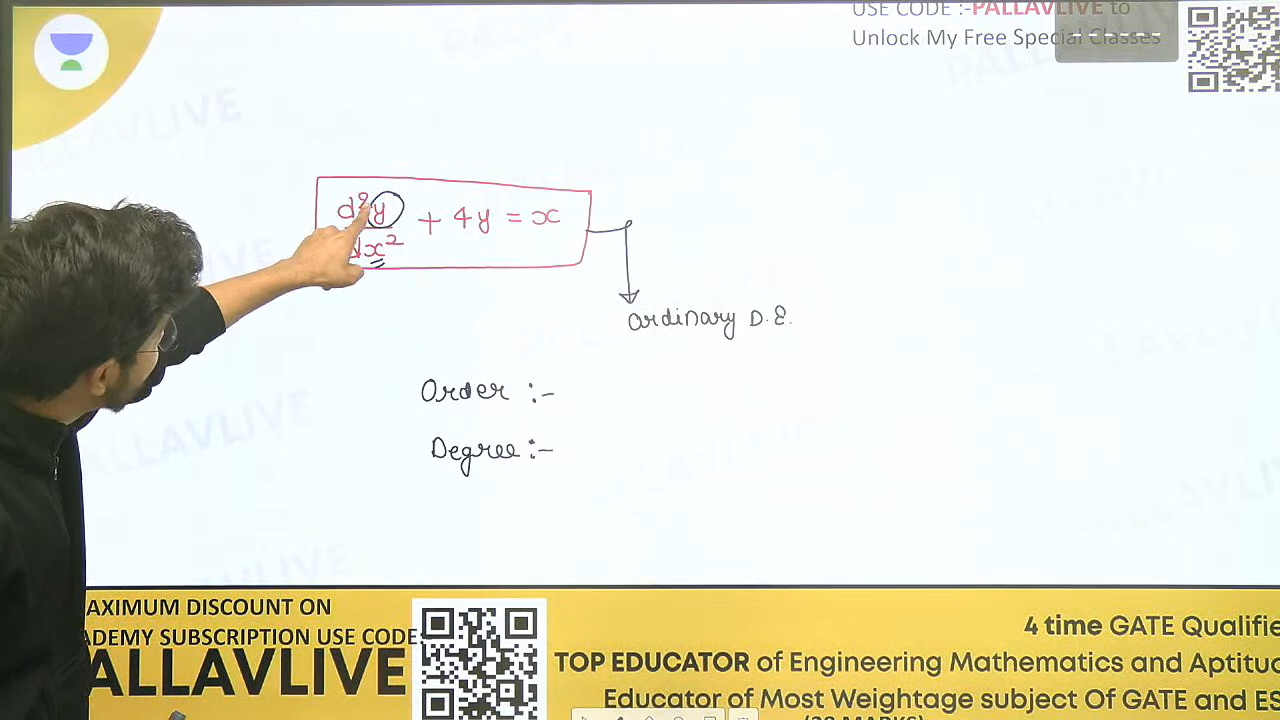 USE CODE :-PALLAVLIVE to
Unlock My Free Special Classes
PALLAVLIVE
d²y
dx²
+ 4y = x
Ordinary D.E.
Order :-
Degree :-
AXIMUM DISCOUNT ON
ADEMY SUBSCRIPTION USE CODE
ALLAVLIVE
4 time GATE Qualifie
TOP EDUCATOR of Engineering Mathematics and Aptitud
Educator of Most Weightage subject Of GATE and ES